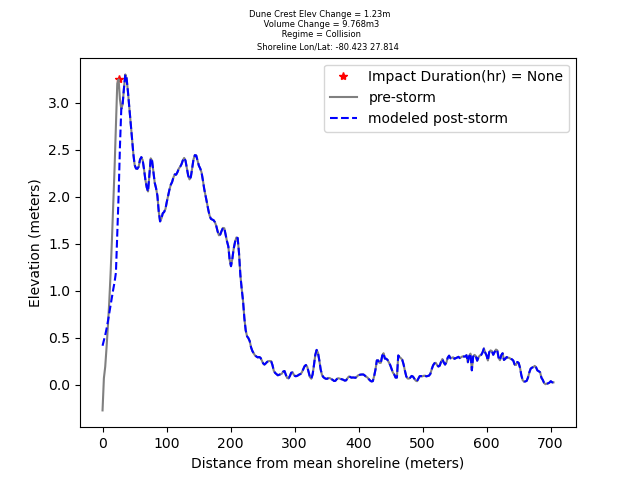 Dune Crest Elev Change = 1.23m
Volume Change = 9.768m3
Regime = Collision
Shoreline Lon/Lat: -80.423 27.814
Impact Duration(hr) = None
pre-storm
modeled post-storm
Elevation (meters)
3.0
2.5
2.0
1.5
1.0
0.5
0.0
0 100 200 300 400 500 600 700
Distance from mean shoreline (meters)